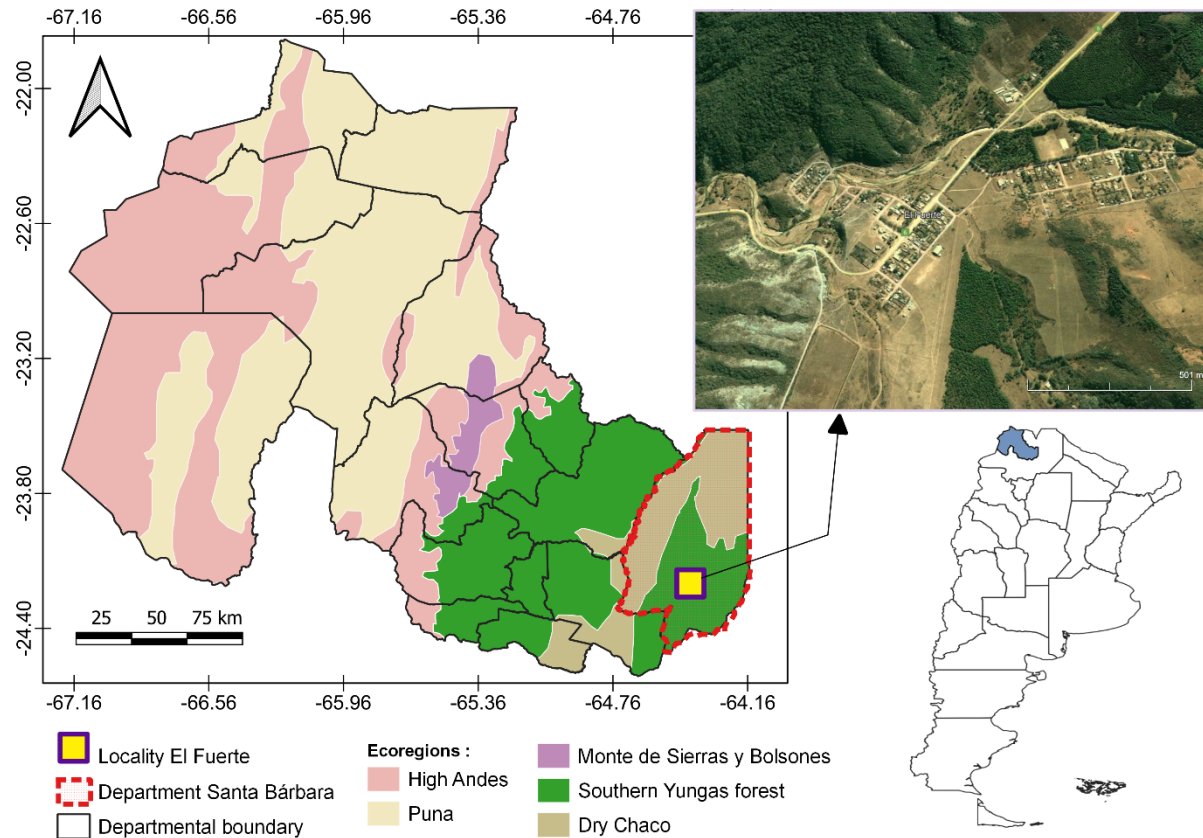 -67.16 -66.56 -65.96 -65.36 -64.76
-22.00
-22.60
-23.20
-23.80
-24.40
El Fuerte
501 m
25 50 75 km
-67.16 -66.56 -65.96 -65.36 -64.76 -64.16
Locality El Fuerte
Department Santa Bárbara
Departmental boundary
Ecoregions :
High Andes
Puna
Monte de Sierras y Bolsones
Southern Yungas forest
Dry Chaco